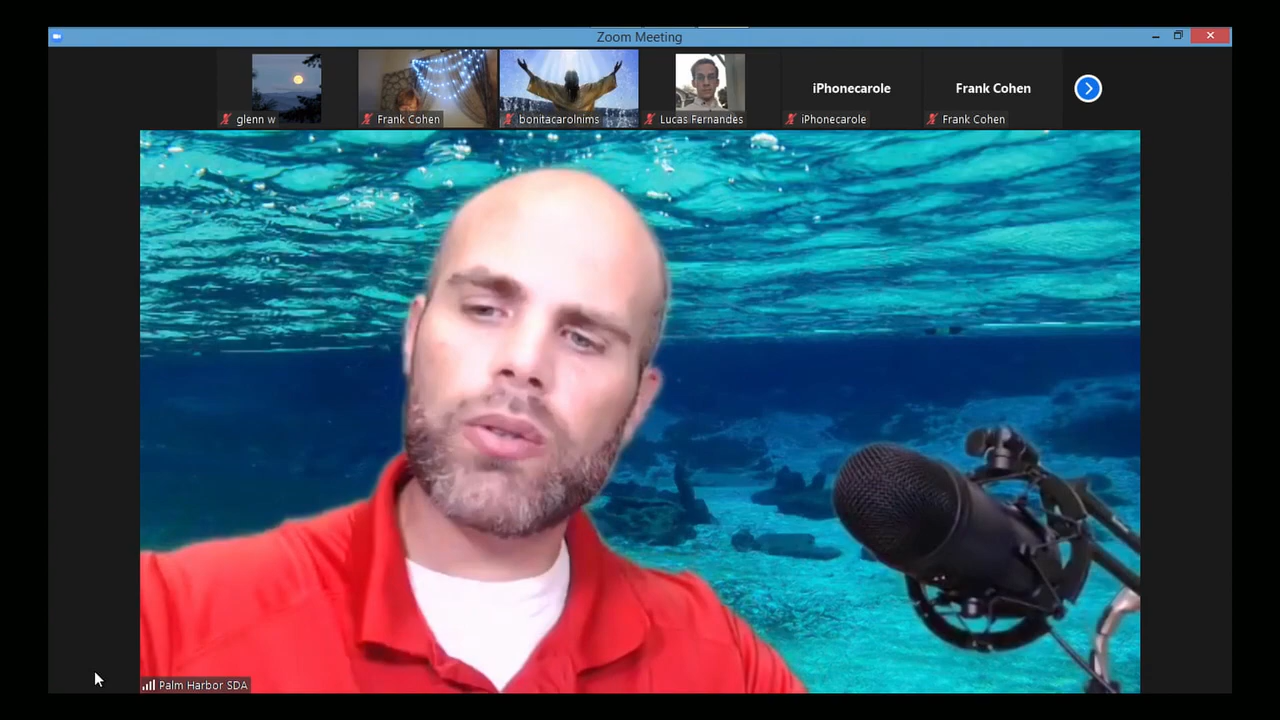 Zoom Meeting
iPhonecarole
Frank Cohen
glenn w
Frank Cohen
bonitacarolnims
Lucas Fernandes
iPhonecarole
Frank Cohen
Palm Harbor SDA